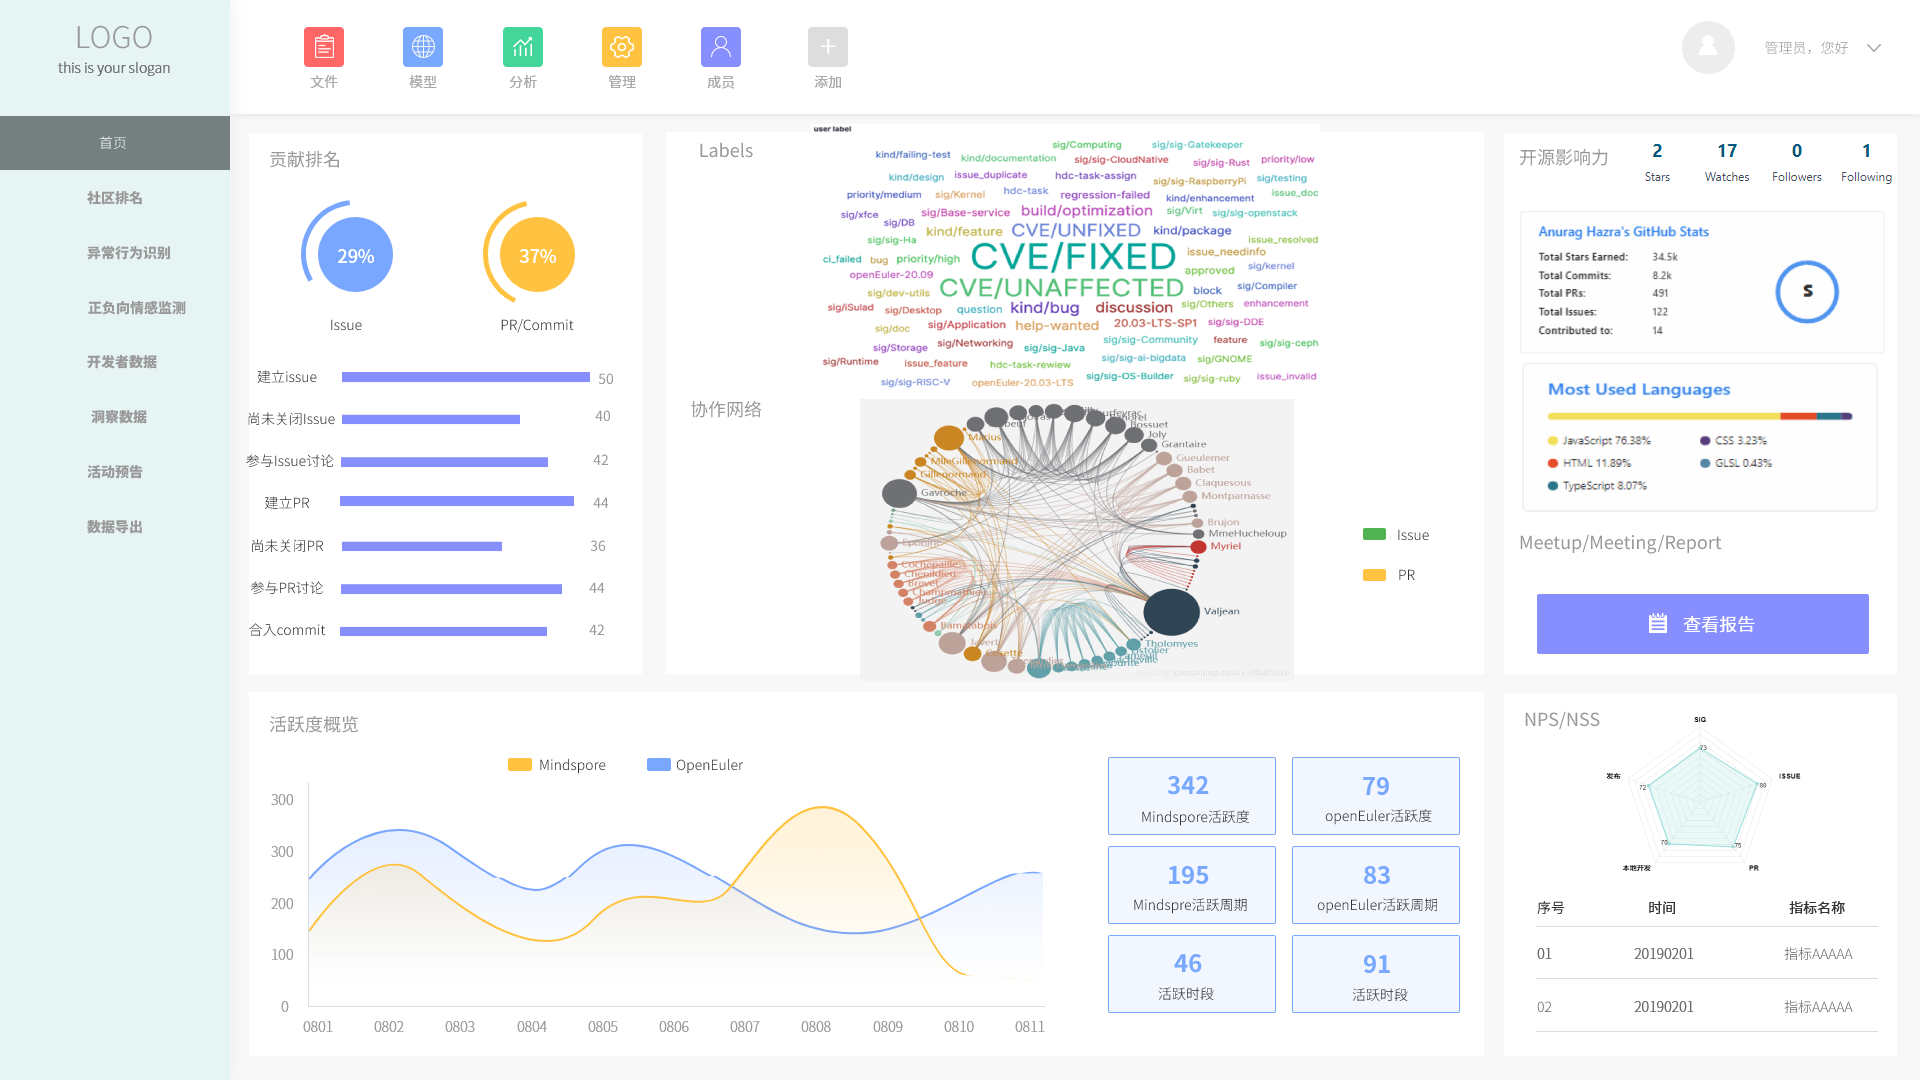 LOGO
this is your slogan
文件
模型
分析
管理
成员
添加
管理员，您好
首页
社区排名
异常行为识别
正负向情感监测
开发者数据
洞察数据
活动预告
数据导出
贡献排名
29%
37%
Issue
PR/Commit
建立issue
50
尚未关闭Issue
40
参与Issue讨论
42
建立PR
44
尚未关闭PR
36
参与PR讨论
44
合入commit
42
Labels
user label
sig/Computing sig/sig-Gatekeeper
kind/failing-test kind/documentation sig/sig-CloudNative sig/sig-Rust priority/low
kind/design issue_duplicate hdc-task-assign sig/sig-RaspberryPi sig/testing
priority/medium sig/Kernel hdc-task regression-failed kind/enhancement issue_doc
sig/xfce sig/DB sig/Base-service build/optimization sig/Virt sig/sig-openstack
sig/sig-Ha kind/feature CVE/UNFIXED kind/package issue_resolved
ci_failed bug priority/high CVE/FIXED issue_needinfo
openEuler-20.09 approved sig/kernel
sig/dev-utils CVE/UNAFFECTED block sig/Compiler
sig/iSulad sig/Desktop question kind/bug discussion sig/Others enhancement
sig/doc sig/Application help-wanted 20.03-LTS-SP1 sig/sig-DDE
sig/Storage sig/Networking sig/sig-Java sig/sig-Community feature sig/sig-ceph
sig/Runtime issue_feature hdc-task-rewiew sig/sig-ai-bigdata sig/GNOME
sig/sig-RISC-V openEuler-20.03-LTS sig/sig-OS-Builder sig/sig-ruby issue_invalid
协作网络
Bossuet
Joly
Grantaire
Marius
Gueulemer
MlleGillenormand
Babet
Gillenormand
Claquesous
Gavroche
Montparnasse
Brujon
MmeHucheloup
Eponine
Myriel
Cochepaille
Chenildieu
Brevet
Champmathieu
Judge
Valjean
Bamatabois
Javert
Tholomyes
Cosette
Listolier
Fameuil
Issue
PR
开源影响力
2
17
0
1
Stars
Watches
Followers
Following
Anurag Hazra's GitHub Stats
Total Stars Earned: 34.5k
Total Commits: 8.2k
Total PRs: 491
Total Issues: 122
Contributed to: 14
S
Most Used Languages
JavaScript 76.38%
CSS 3.23%
HTML 11.89%
GLSL 0.43%
TypeScript 8.07%
Meetup/Meeting/Report
查看报告
活跃度概览
Mindspore
OpenEuler
300
300
200
100
0
0801 0802 0803 0804 0805 0806 0807 0808 0809 0810 0811
342
Mindspore活跃度
79
openEuler活跃度
195
Mindspre活跃周期
83
openEuler活跃周期
46
活跃时段
91
活跃时段
NPS/NSS
SIG
73
发布
ISSUE
72
80
70
75
本地开发
PR
序号 时间 指标名称
01 20190201 指标AAAAA
02 20190201 指标AAAAA